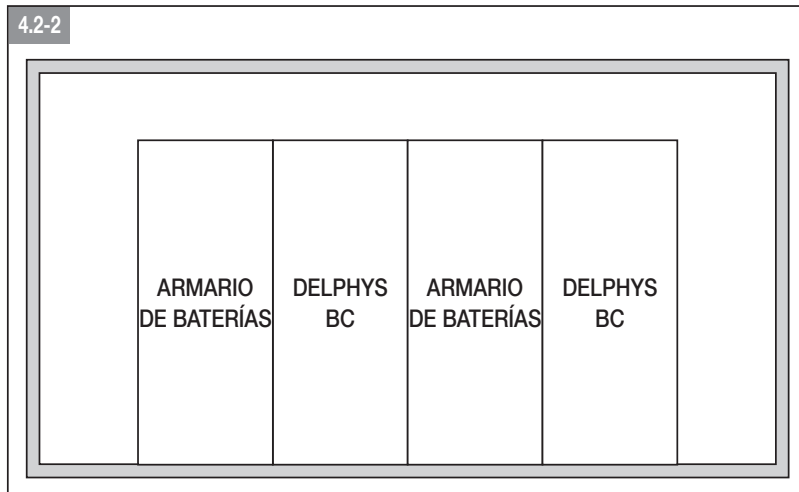 4.2-2
ARMARIO
DE BATERÍAS
DELPHYS
BC
ARMARIO
DE BATERÍAS
DELPHYS
BC